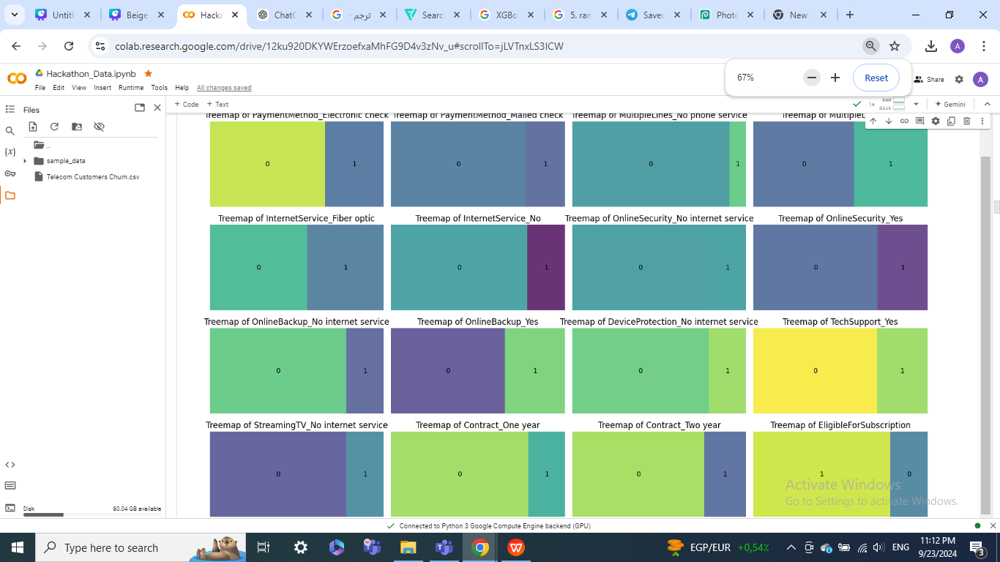 Untitl
Beige
Hacka
ChatG
ترجم - G
Searc
XGBo
5. ran
Saved
Photo
New T
colab.research.google.com/drive/12ku920DKYWErzoefxaMhFG9D4v3zNv_u#scrollTo=jLVTnxLS3ICW
A
67%
Reset
Hackathon_Data.ipynb
Share
A
File Edit View Insert Runtime Tools Help All changes saved
Files
+ Code + Text
T4 RAM Disk
Gemini
..
sample_data
Telecom Customers Churn.csv
Treemap of PaymentMethod_Electronic check Treemap of PaymentMethod_Mailed check Treemap of MultipleLines_No phone service Treemap of MultipleL
0 1 0 1 0 1 0 1
Treemap of InternetService_Fiber optic Treemap of InternetService_No Treemap of OnlineSecurity_No internet service Treemap of OnlineSecurity_Yes
0 1 0 1 0 1 0 1
Treemap of OnlineBackup_No internet service Treemap of OnlineBackup_Yes Treemap of DeviceProtection_No internet service Treemap of TechSupport_Yes
0 1 0 1 0 1 0 1
Treemap of StreamingTV_No internet service Treemap of Contract_One year Treemap of Contract_Two year Treemap of EligibleForSubscription
0 1 0 1 0 1 1 0
Activate Windows
Go to Settings to activate Windows.
Disk 80.04 GB available
Connected to Python 3 Google Compute Engine backend (GPU)
Type here to search
EGP/EUR +0,54%
ENG
11:12 PM
9/23/2024
3